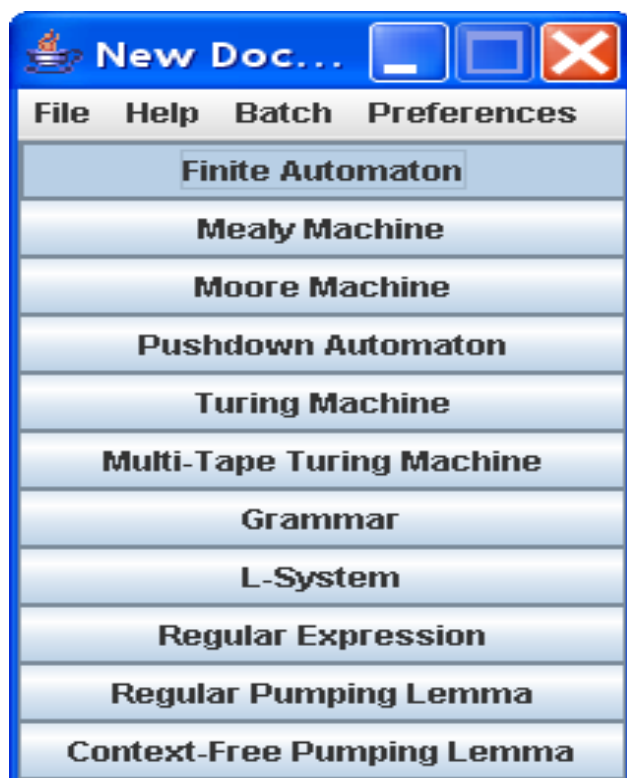 New Doc...
File Help Batch Preferences
Finite Automaton
Mealy Machine
Moore Machine
Pushdown Automaton
Turing Machine
Multi-Tape Turing Machine
Grammar
L-System
Regular Expression
Regular Pumping Lemma
Context-Free Pumping Lemma